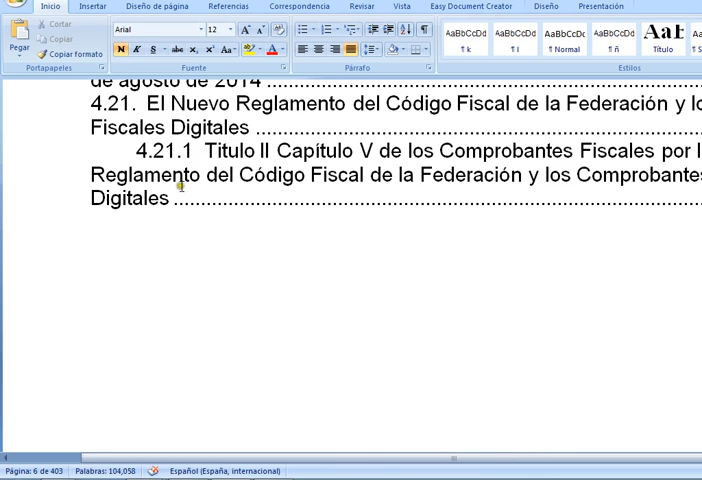 Inicio Insertar Diseño de página Referencias Correspondencia Revisar Vista Easy Document Creator Diseño Presentación
Cortar
Copiar
Pegar
Copiar formato
Arial 12
N K S abc x₂ x² Aa A
AaBbCcDd AaBbCcDd AaBbCcDc AaBbCcDd AaB
¶ k ¶ l ¶ Normal ¶ ñ Título
Portapapeles Fuente Párrafo Estilos
de agosto de 2014
4.21. El Nuevo Reglamento del Código Fiscal de la Federación y
Fiscales Digitales
4.21.1 Titulo II Capítulo V de los Comprobantes Fiscales por
Reglamento del Código Fiscal de la Federación y los Comprobantes
Digitales
Página: 6 de 403 Palabras: 104,058 Español (España, internacional)